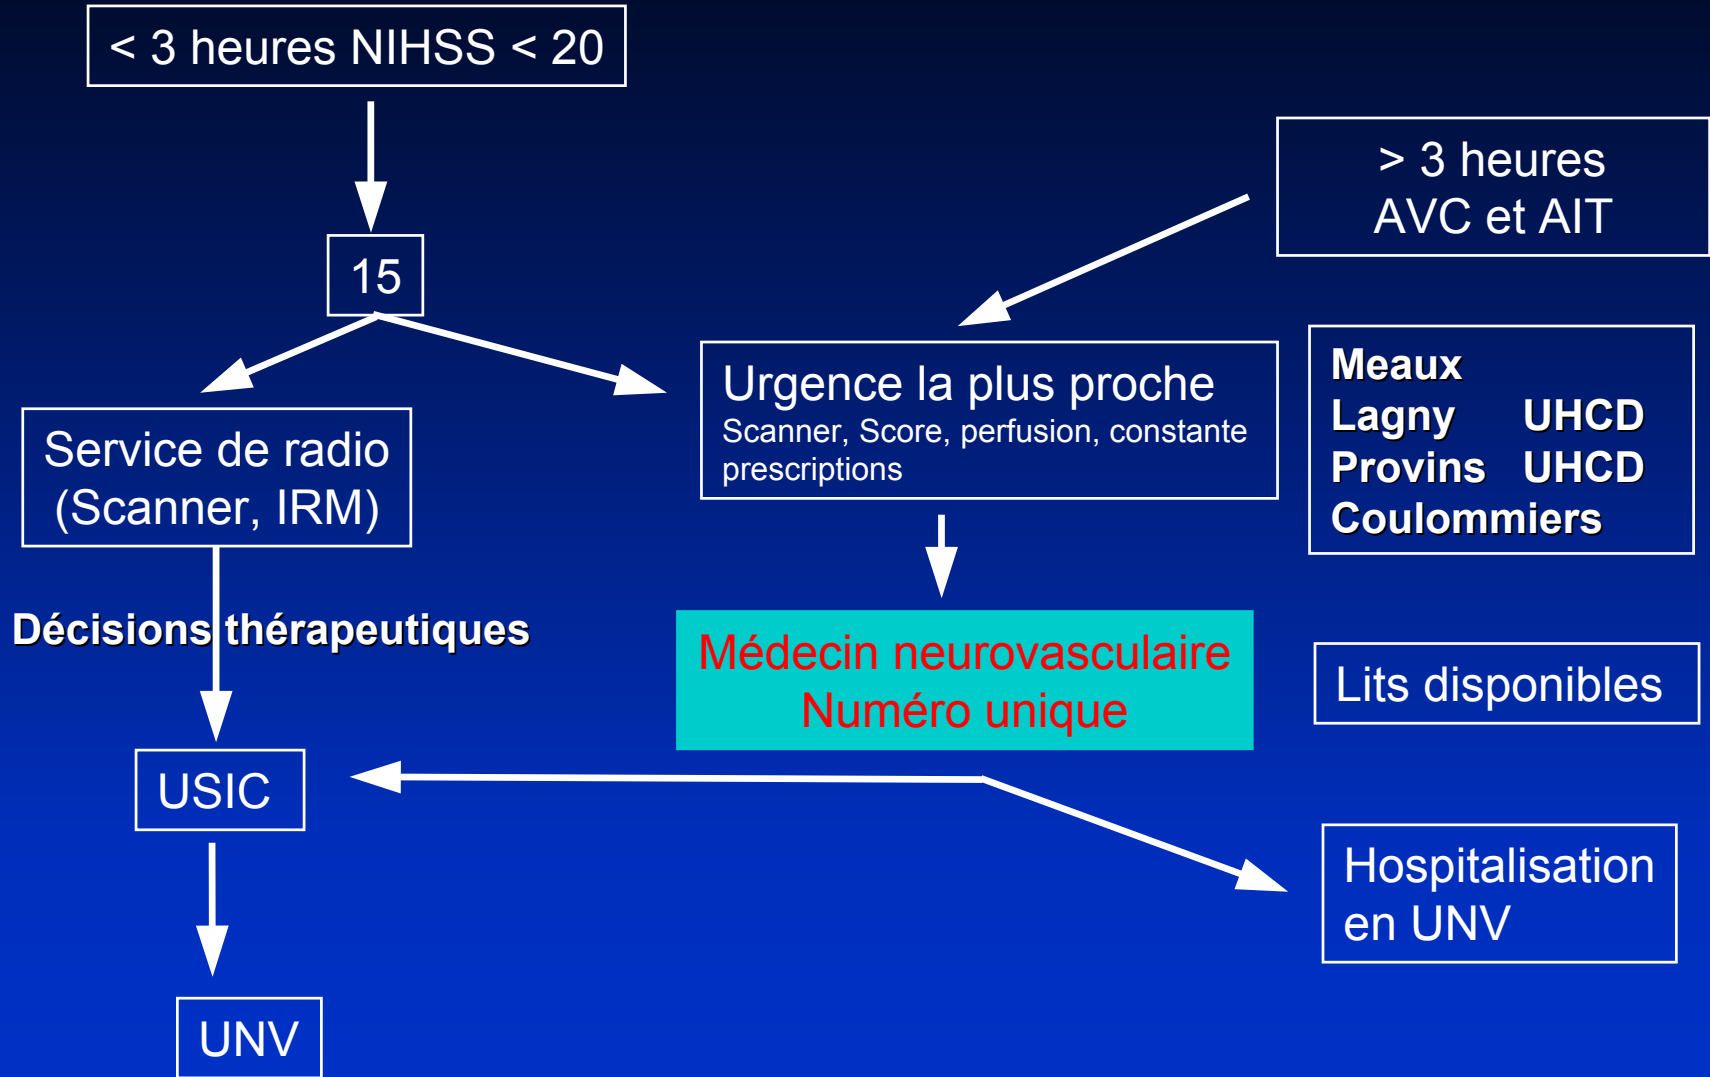 < 3 heures NIHSS < 20
> 3 heures
AVC et AIT
15
Urgence la plus proche
Scanner, Score, perfusion, constante
prescriptions
Meaux
Lagny UHCD
Provins UHCD
Coulommiers
Service de radio
(Scanner, IRM)
Décisions thérapeutiques
Médecin neurovasculaire
Numéro unique
Lits disponibles
USIC
Hospitalisation
en UNV
UNV